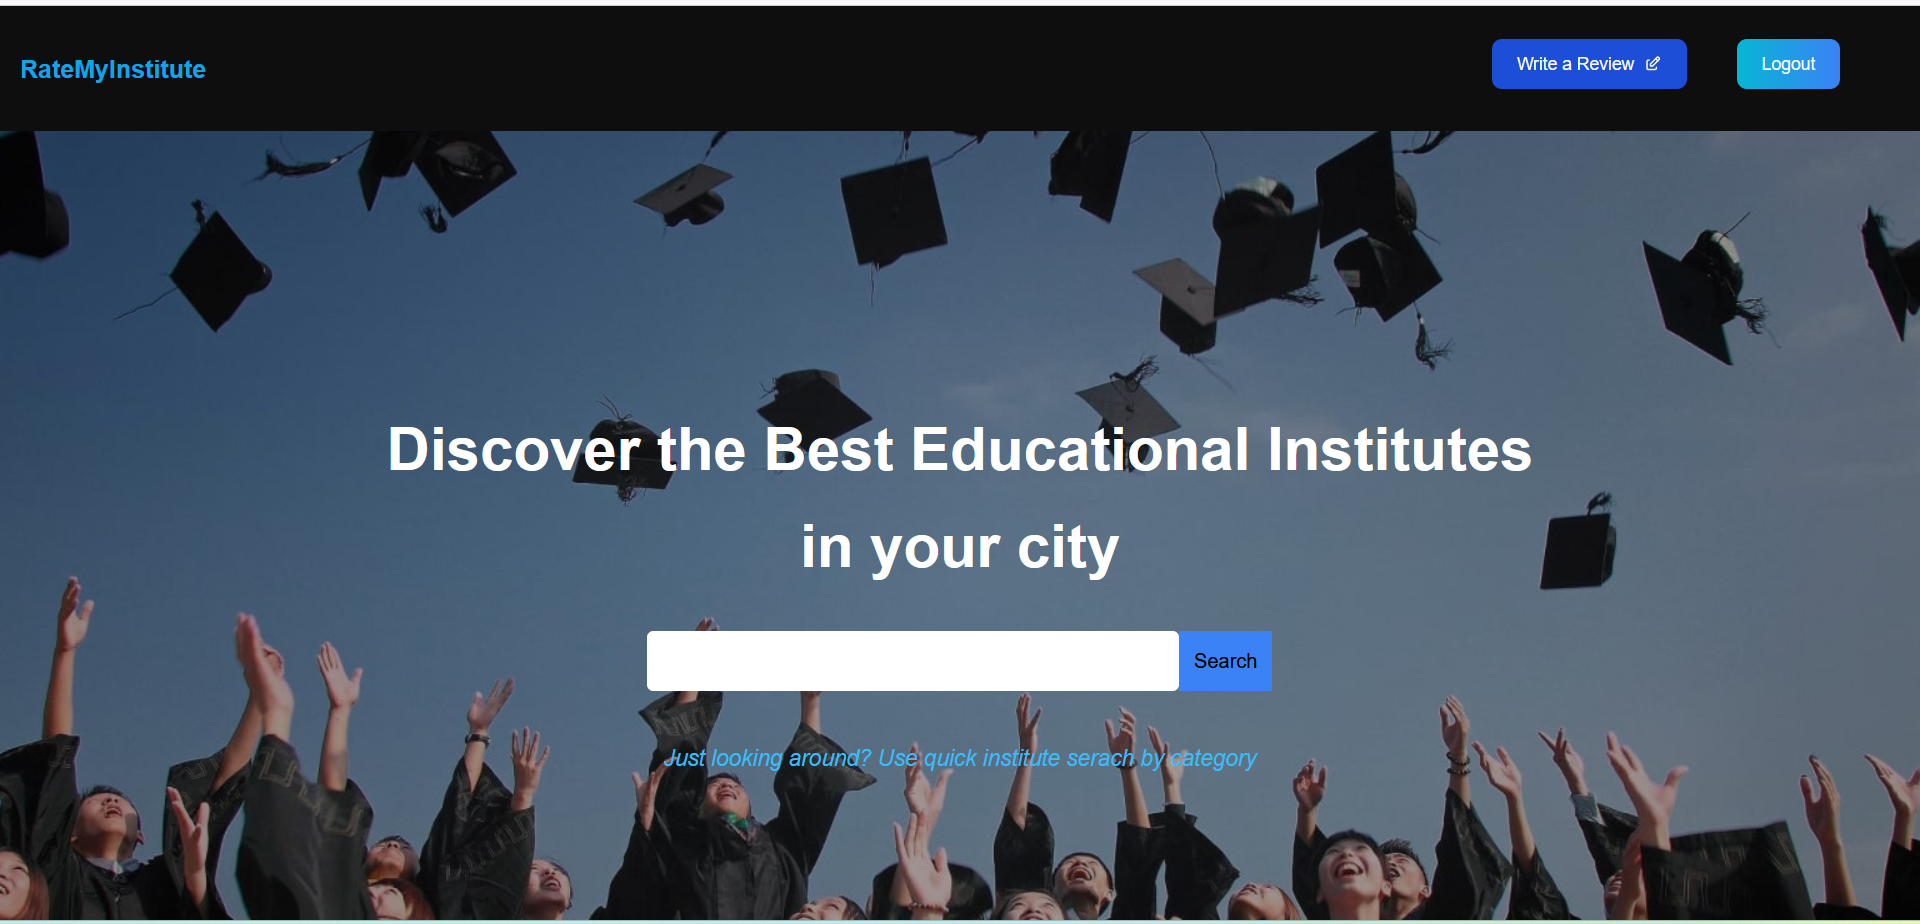 RateMyInstitute
Write a Review
Logout
Discover the Best Educational Institutes
in your city
Search
Just looking around? Use quick institute serach by category